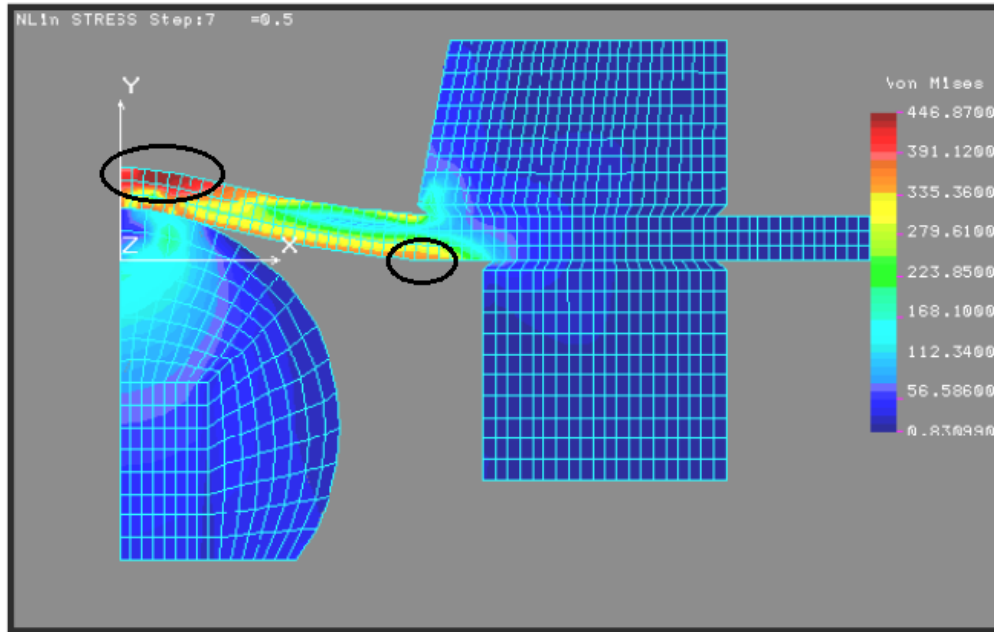 NLin STRESS Step:7 =0.5
Y
Von Mises
446.8700
391.1200
335.3600
279.6100
Z
X
223.8500
168.1000
112.3400
56.58600
0.830990